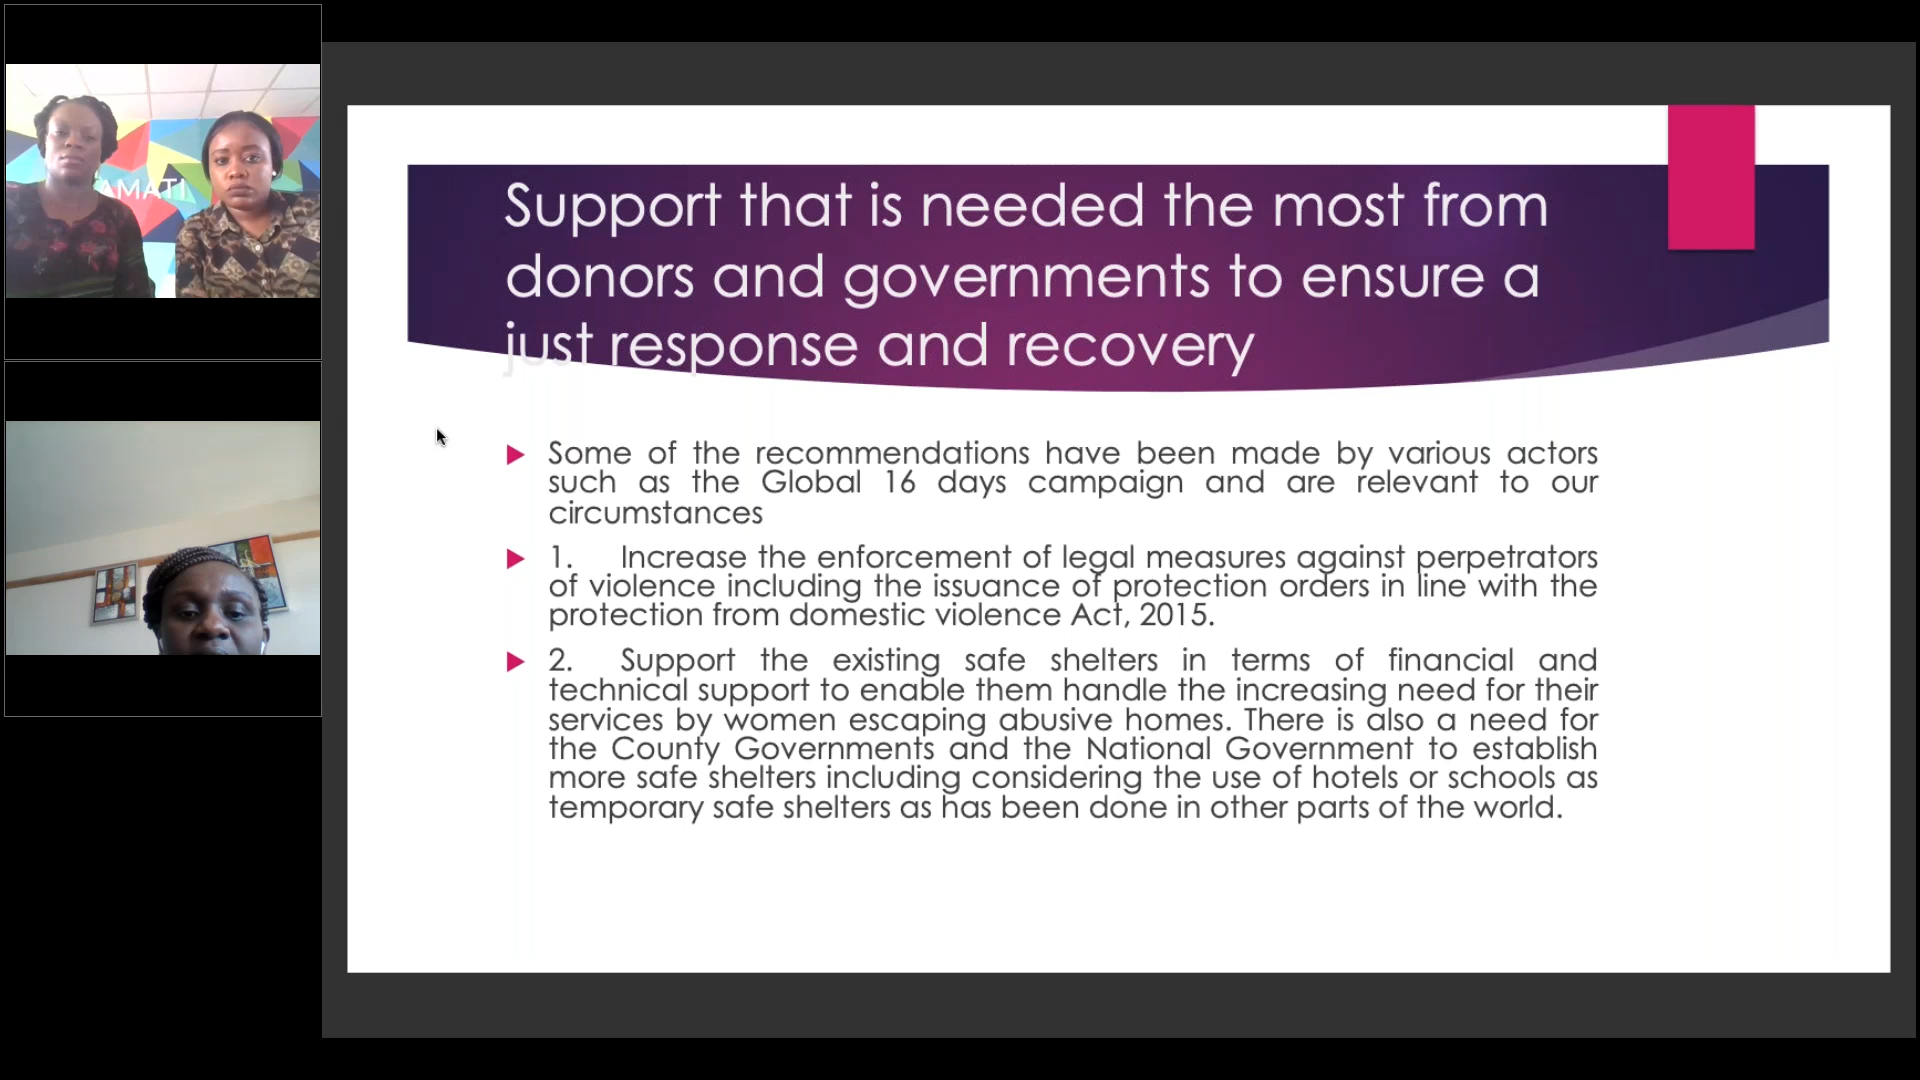 AMATI
Support that is needed the most from
donors and governments to ensure a
just response and recovery
Some of the recommendations have been made by various actors
such as the Global 16 days campaign and are relevant to our
circumstances
1. Increase the enforcement of legal measures against perpetrators
of violence including the issuance of protection orders in line with the
protection from domestic violence Act, 2015.
2. Support the existing safe shelters in terms of financial and
technical support to enable them handle the increasing need for their
services by women escaping abusive homes. There is also a need for
the County Governments and the National Government to establish
more safe shelters including considering the use of hotels or schools as
temporary safe shelters as has been done in other parts of the world.